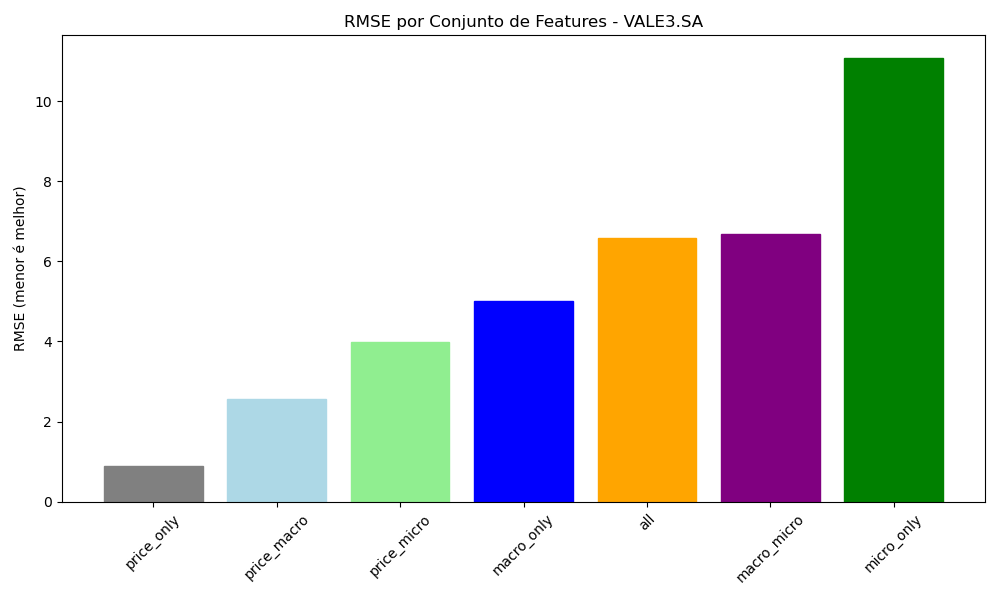 RMSE por Conjunto de Features - VALE3.SA
RMSE (menor é melhor)
10
8
6
4
2
0
price_only
price_macro
price_micro
macro_only
all
macro_micro
micro_only